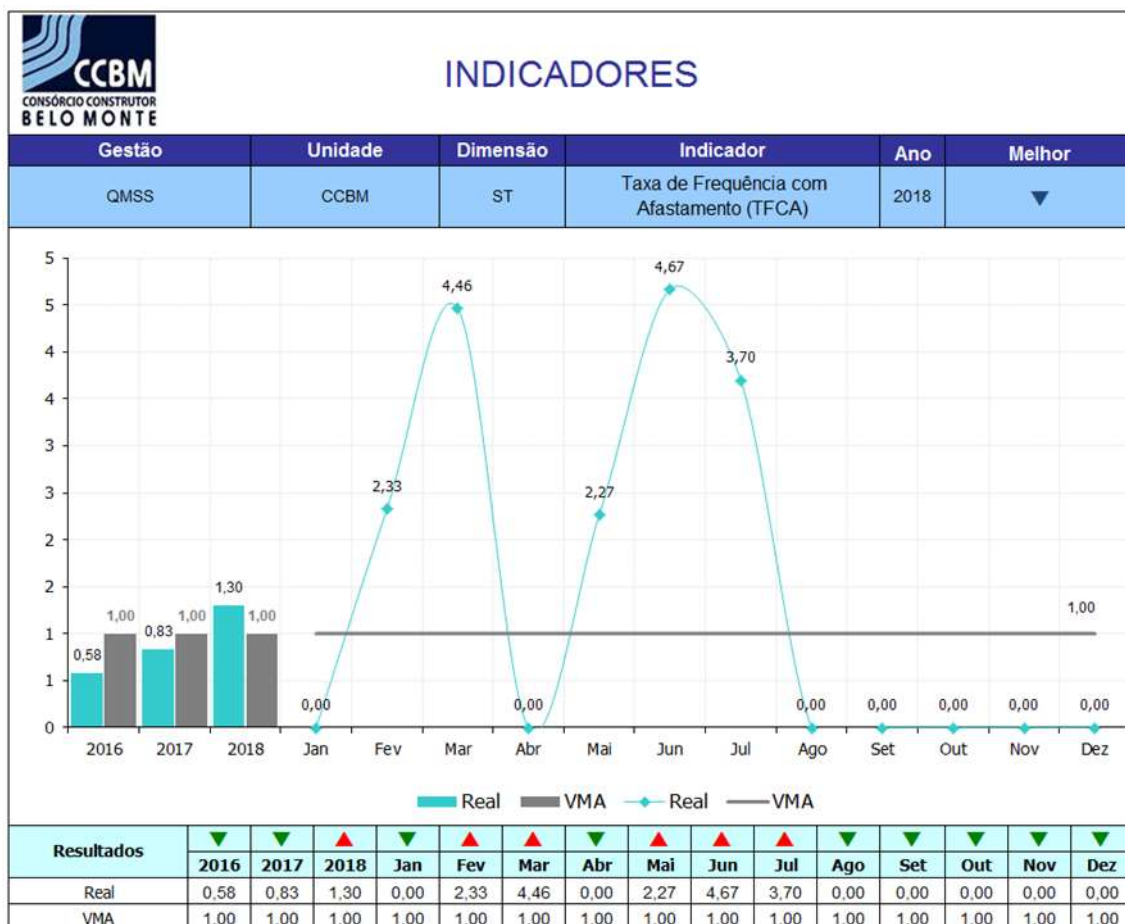 CCBM
CONSÓRCIO CONSTRUTOR
BELO MONTE
INDICADORES
Gestão Unidade Dimensão Indicador Ano Melhor
QMSS CCBM ST Taxa de Frequência com Afastamento (TFCA) 2018
5
5
4
4
3
3
2
2
1
1
0
0,58 1,00 0,83 1,00 1,30 1,00
0,00 2,33 4,46 0,00 2,27 4,67 3,70 0,00 0,00 0,00 0,00 0,00
1,00
2016 2017 2018 Jan Fev Mar Abr Mai Jun Jul Ago Set Out Nov Dez
Real VMA Real VMA
Resultados 2016 2017 2018 Jan Fev Mar Abr Mai Jun Jul Ago Set Out Nov Dez
Real 0,58 0,83 1,30 0,00 2,33 4,46 0,00 2,27 4,67 3,70 0,00 0,00 0,00 0,00 0,00
VMA 1,00 1,00 1,00 1,00 1,00 1,00 1,00 1,00 1,00 1,00 1,00 1,00 1,00 1,00 1,00